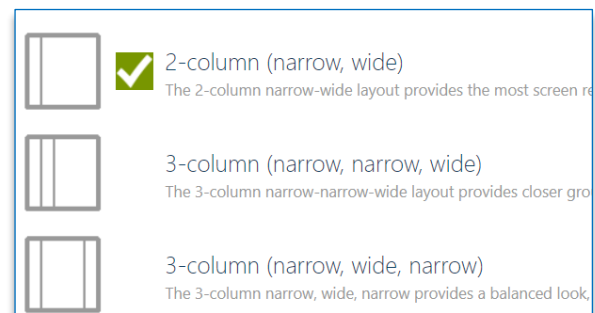 2-column (narrow, wide)
The 2-column narrow-wide layout provides the most screen
3-column (narrow, narrow, wide)
The 3-column narrow-narrow-wide layout provides closer
3-column (narrow, wide, narrow)
The 3-column narrow, wide, narrow provides a balanced look,